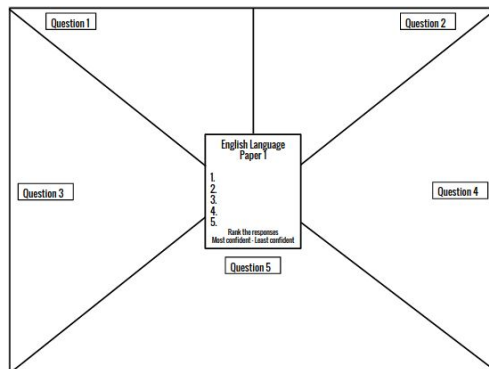 Question 1
Question 2
English Language
Paper 1
1.
2.
3.
4.
5.
Rank the responses
Most confident - Least confident
Question 3
Question 4
Question 5